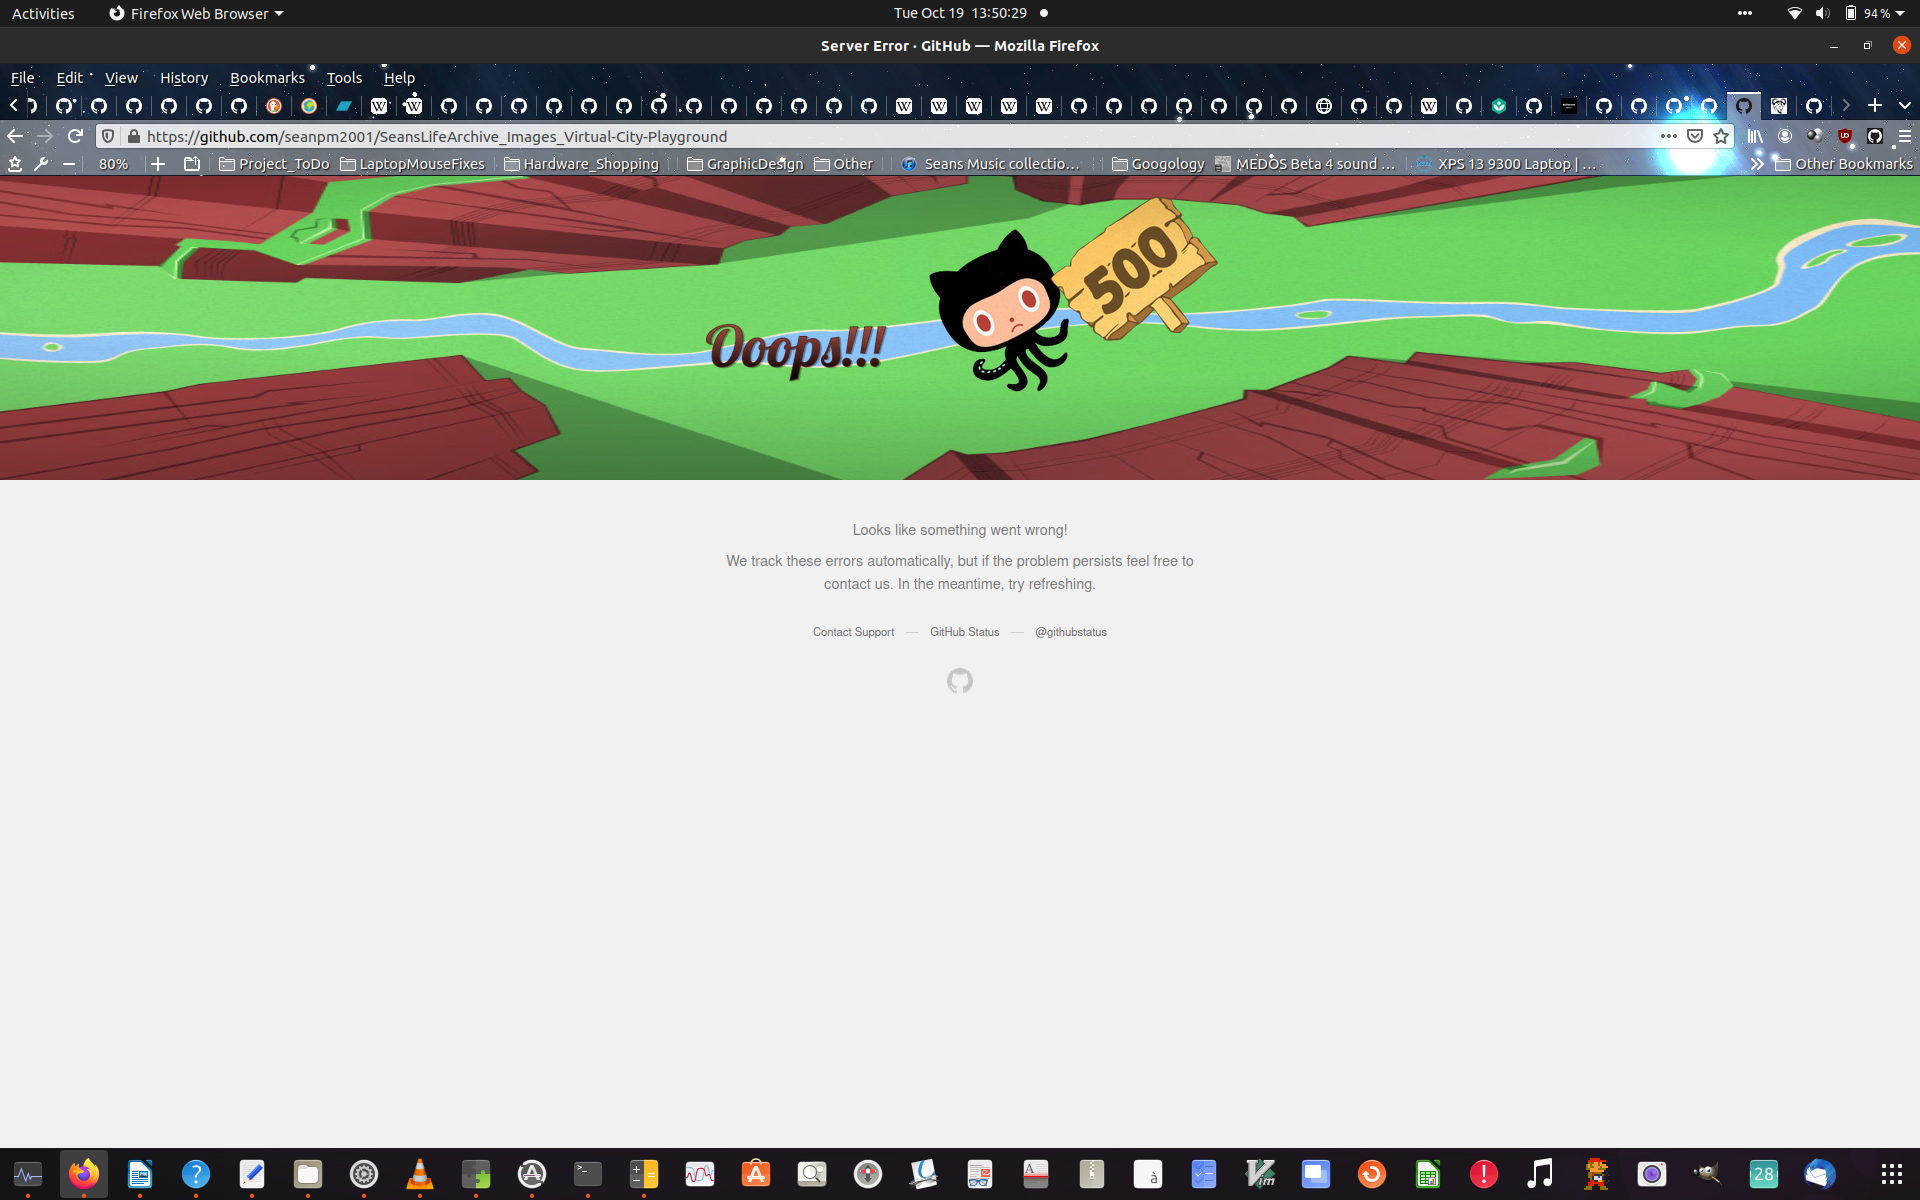 Activities Firefox Web Browser Tue Oct 19 13:50:29 94%
Server Error · GitHub — Mozilla Firefox
File Edit View History Bookmarks Tools Help
https://github.com/seanpm2001/SeansLifeArchive_Images_Virtual-City-Playground
80% Project_ToDo LaptopMouseFixes Hardware_Shopping GraphicDesign Other Seans Music collectio... Googology MEDOS Beta 4 sound ... XPS 13 9300 Laptop | ... Other Bookmarks
500
Ooops!!!
Looks like something went wrong!
We track these errors automatically, but if the problem persists feel free to
contact us. In the meantime, try refreshing.
Contact Support — GitHub Status — @githubstatus
28